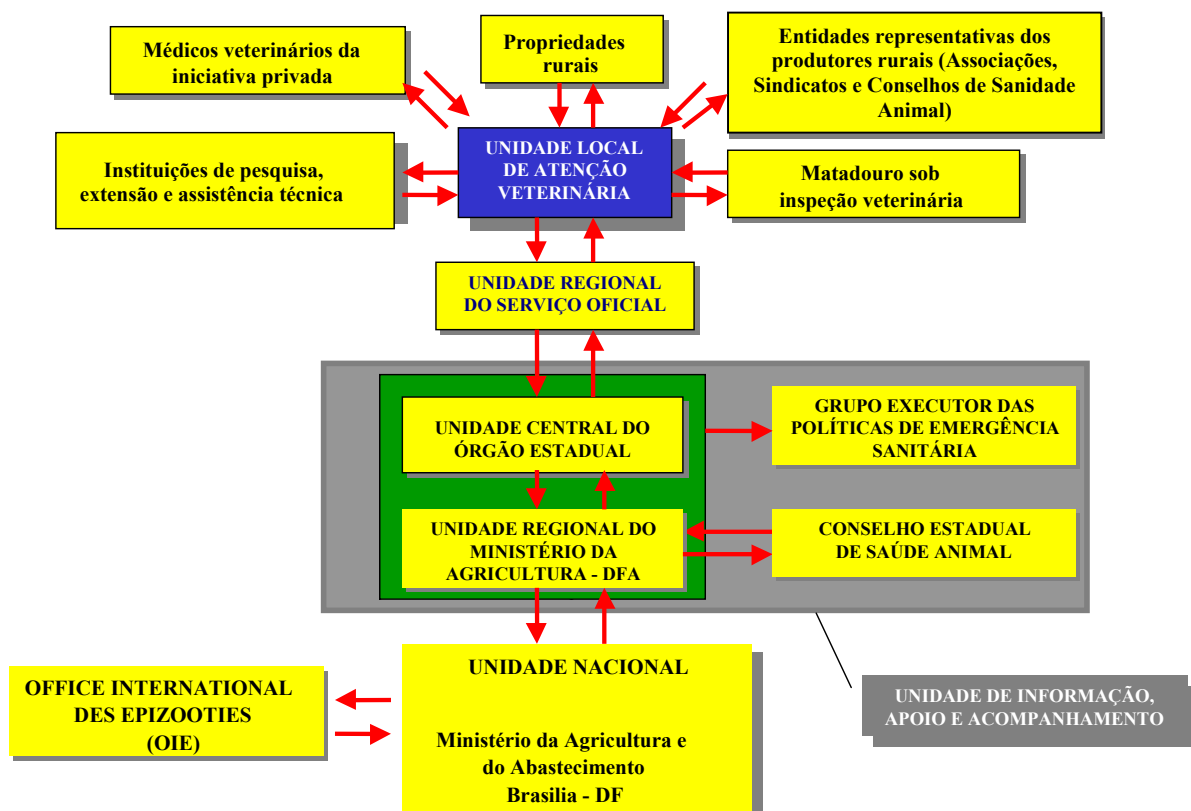 Médicos veterinários da
iniciativa privada
Propriedades
rurais
Entidades representativas dos
produtores rurais (Associações,
Sindicatos e Conselhos de Sanidade
Animal)
Instituições de pesquisa,
extensão e assistência técnica
UNIDADE LOCAL
DE ATENÇÃO
VETERINÁRIA
Matadouro sob
inspeção veterinária
UNIDADE REGIONAL
DO SERVIÇO OFICIAL
UNIDADE CENTRAL DO
ÓRGÃO ESTADUAL
GRUPO EXECUTOR DAS
POLÍTICAS DE EMERGÊNCIA
SANITÁRIA
UNIDADE REGIONAL DO
MINISTÉRIO DA
AGRICULTURA - DFA
CONSELHO ESTADUAL
DE SAÚDE ANIMAL
OFFICE INTERNATIONAL
DES EPIZOOTIES
(OIE)
UNIDADE NACIONAL
Ministério da Agricultura e
do Abastecimento
Brasilia - DF
UNIDADE DE INFORMAÇÃO,
APOIO E ACOMPANHAMENTO